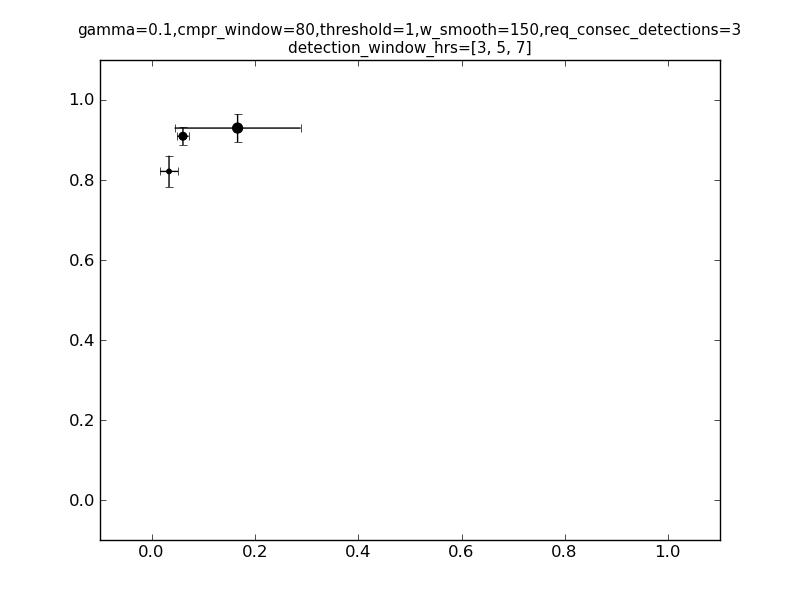 gamma=0.1,cmpr_window=80,threshold=1,w_smooth=150,req_consec_detections=3
detection_window_hrs=[3, 5, 7]
1.0
0.8
0.6
0.4
0.2
0.0
0.0 0.2 0.4 0.6 0.8 1.0